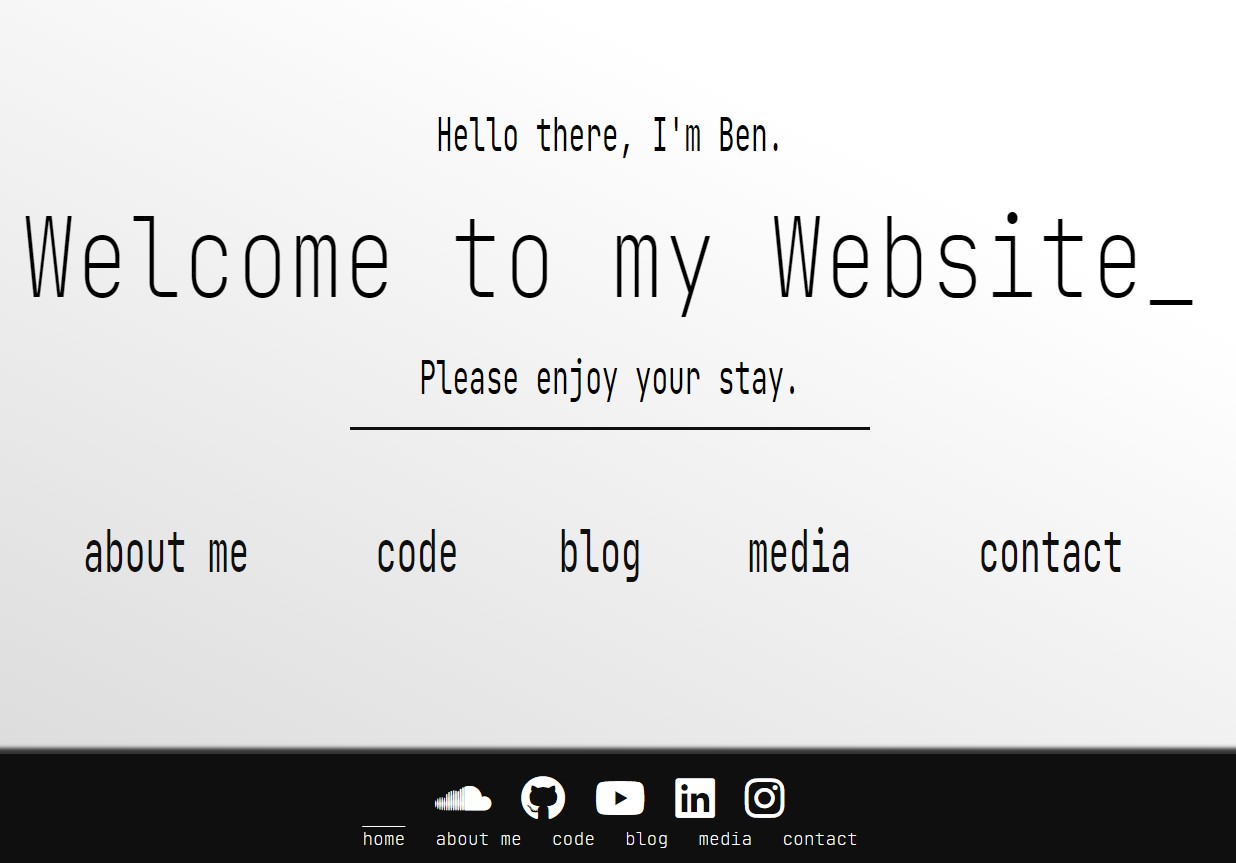 Hello there, I'm Ben.
Welcome to my Website_
Please enjoy your stay.
about me code blog media contact
in
home about me code blog media contact